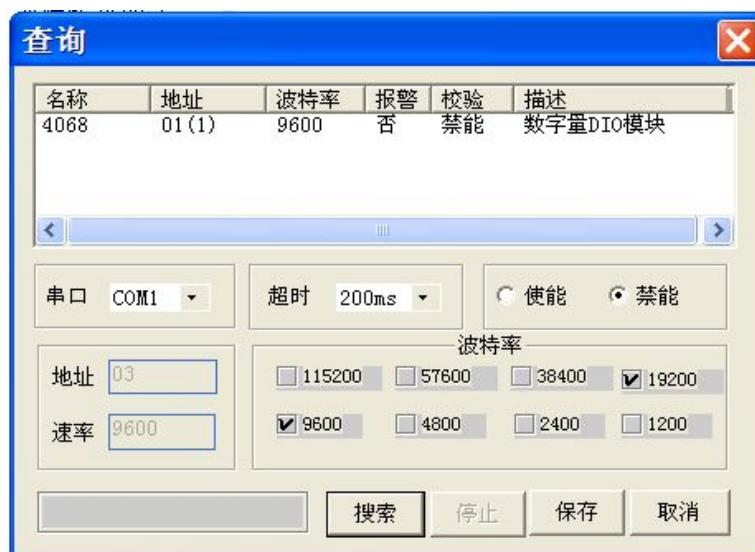 查询
名称 地址 波特率 报警 校验 描述
4068 01(1) 9600 否 禁能 数字量DIO模块
串口 COM1 超时 200ms 使能 禁能
波特率
地址 03 115200 57600 38400 19200
速率 9600 9600 4800 2400 1200
搜索 停止 保存 取消